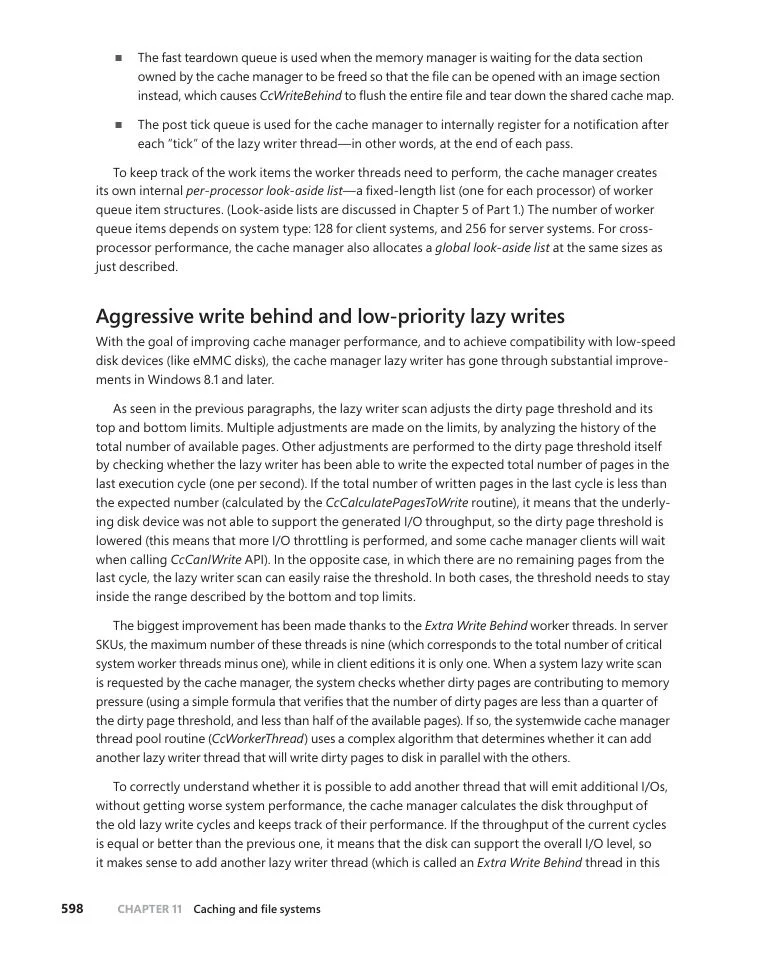 ■ The fast teardown queue is used when the memory manager is waiting for the data section
owned by the cache manager to be freed so that the file can be opened with an image section
instead, which causes CcWriteBehind to flush the entire file and tear down the shared cache map.
■ The post tick queue is used for the cache manager to internally register for a notification after
each “tick” of the lazy writer thread—in other words, at the end of each pass.
To keep track of the work items the worker threads need to perform, the cache manager creates
its own internal per-processor look-aside list—a fixed-length list (one for each processor) of worker
queue item structures. (Look-aside lists are discussed in Chapter 5 of Part 1.) The number of worker
queue items depends on system type: 128 for client systems, and 256 for server systems. For cross-
processor performance, the cache manager also allocates a global look-aside list at the same sizes as
just described.
Aggressive write behind and low-priority lazy writes
With the goal of improving cache manager performance, and to achieve compatibility with low-speed
disk devices (like eMMC disks), the cache manager lazy writer has gone through substantial improve-
ments in Windows 8.1 and later.
As seen in the previous paragraphs, the lazy writer scan adjusts the dirty page threshold and its
top and bottom limits. Multiple adjustments are made on the limits, by analyzing the history of the
total number of available pages. Other adjustments are performed to the dirty page threshold itself
by checking whether the lazy writer has been able to write the expected total number of pages in the
last execution cycle (one per second). If the total number of written pages in the last cycle is less than
the expected number (calculated by the CcCalculatePagesToWrite routine), it means that the underly-
ing disk device was not able to support the generated I/O throughput, so the dirty page threshold is
lowered (this means that more I/O throttling is performed, and some cache manager clients will wait
when calling CcCanIWrite API). In the opposite case, in which there are no remaining pages from the
last cycle, the lazy writer scan can easily raise the threshold. In both cases, the threshold needs to stay
inside the range described by the bottom and top limits.
The biggest improvement has been made thanks to the Extra Write Behind worker threads. In server
SKUs, the maximum number of these threads is nine (which corresponds to the total number of critical
system worker threads minus one), while in client editions it is only one. When a system lazy write scan
is requested by the cache manager, the system checks whether dirty pages are contributing to memory
pressure (using a simple formula that verifies that the number of dirty pages are less than a quarter of
the dirty page threshold, and less than half of the available pages). If so, the systemwide cache manager
thread pool routine (CcWorkerThread) uses a complex algorithm that determines whether it can add
another lazy writer thread that will write dirty pages to disk in parallel with the others.
To correctly understand whether it is possible to add another thread that will emit additional I/Os,
without getting worse system performance, the cache manager calculates the disk throughput of
the old lazy write cycles and keeps track of their performance. If the throughput of the current cycles
is equal or better than the previous one, it means that the disk can support the overall I/O level, so
it makes sense to add another lazy writer thread (which is called an Extra Write Behind thread in this
598 CHAPTER 11 Caching and file systems